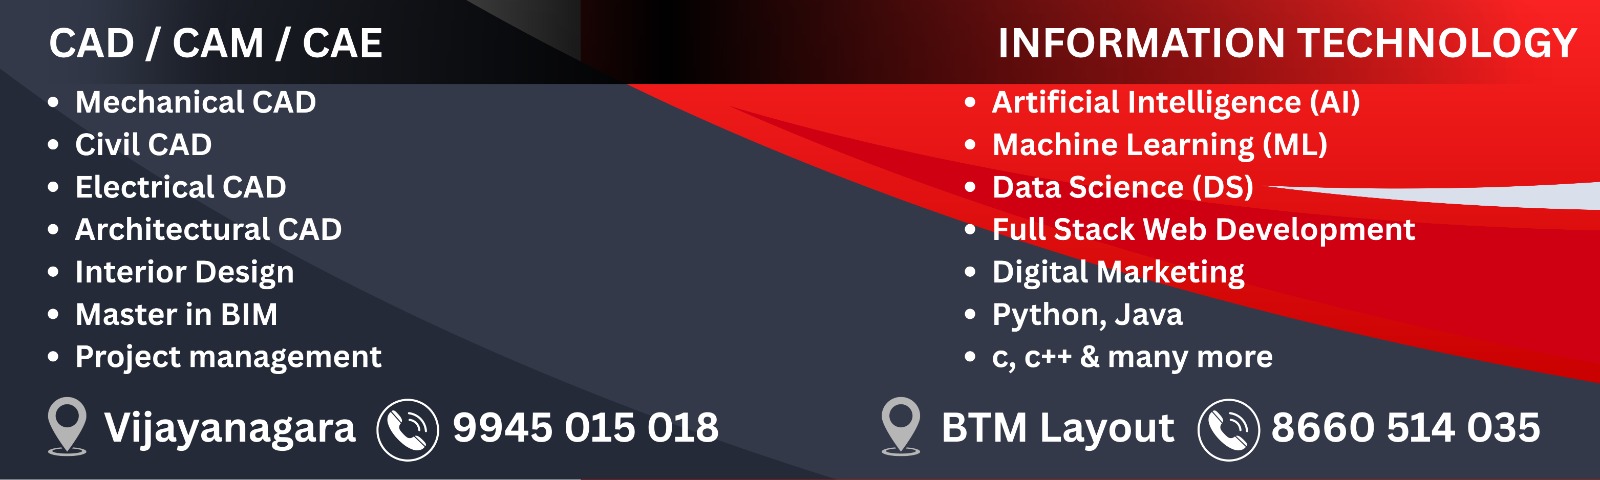 CAD / CAM / CAE
• Mechanical CAD
• Civil CAD
• Electrical CAD
• Architectural CAD
• Interior Design
• Master in BIM
• Project management
Vijayanagara 9945 015 018
INFORMATION TECHNOLOGY
• Artificial Intelligence (AI)
• Machine Learning (ML)
• Data Science (DS)
• Full Stack Web Development
• Digital Marketing
• Python, Java
• c, c++ & many more
BTM Layout 8660 514 035